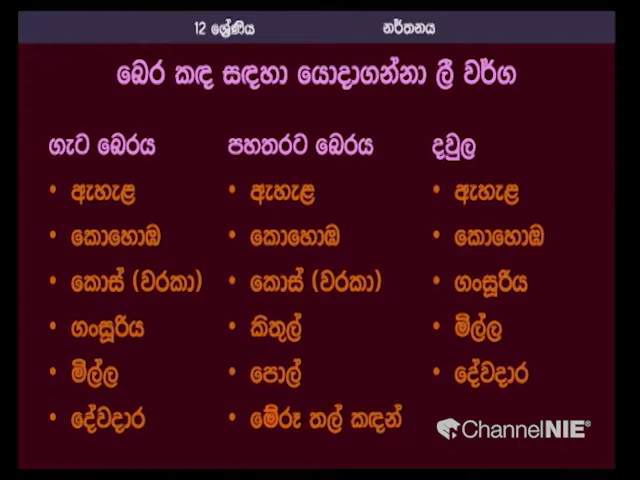 12 ශ්‍රේණිය නර්තනය
බෙර කඳ සඳහා යොදාගන්නා ලී වර්ග
ගැට බෙරය පහතරට බෙරය දවුල
• ඇහැළ • ඇහැළ • ඇහැළ
• කොහොඹ • කොහොඹ • කොහොඹ
• කොස් (වරකා) • කොස් (වරකා) • ගංසූරිය
• ගංසූරිය • කිතුල් • මිල්ල
• මිල්ල • පොල් • දේවදාර
• දේවදාර • මේරූ තල් කඳන්
ChannelNIE®